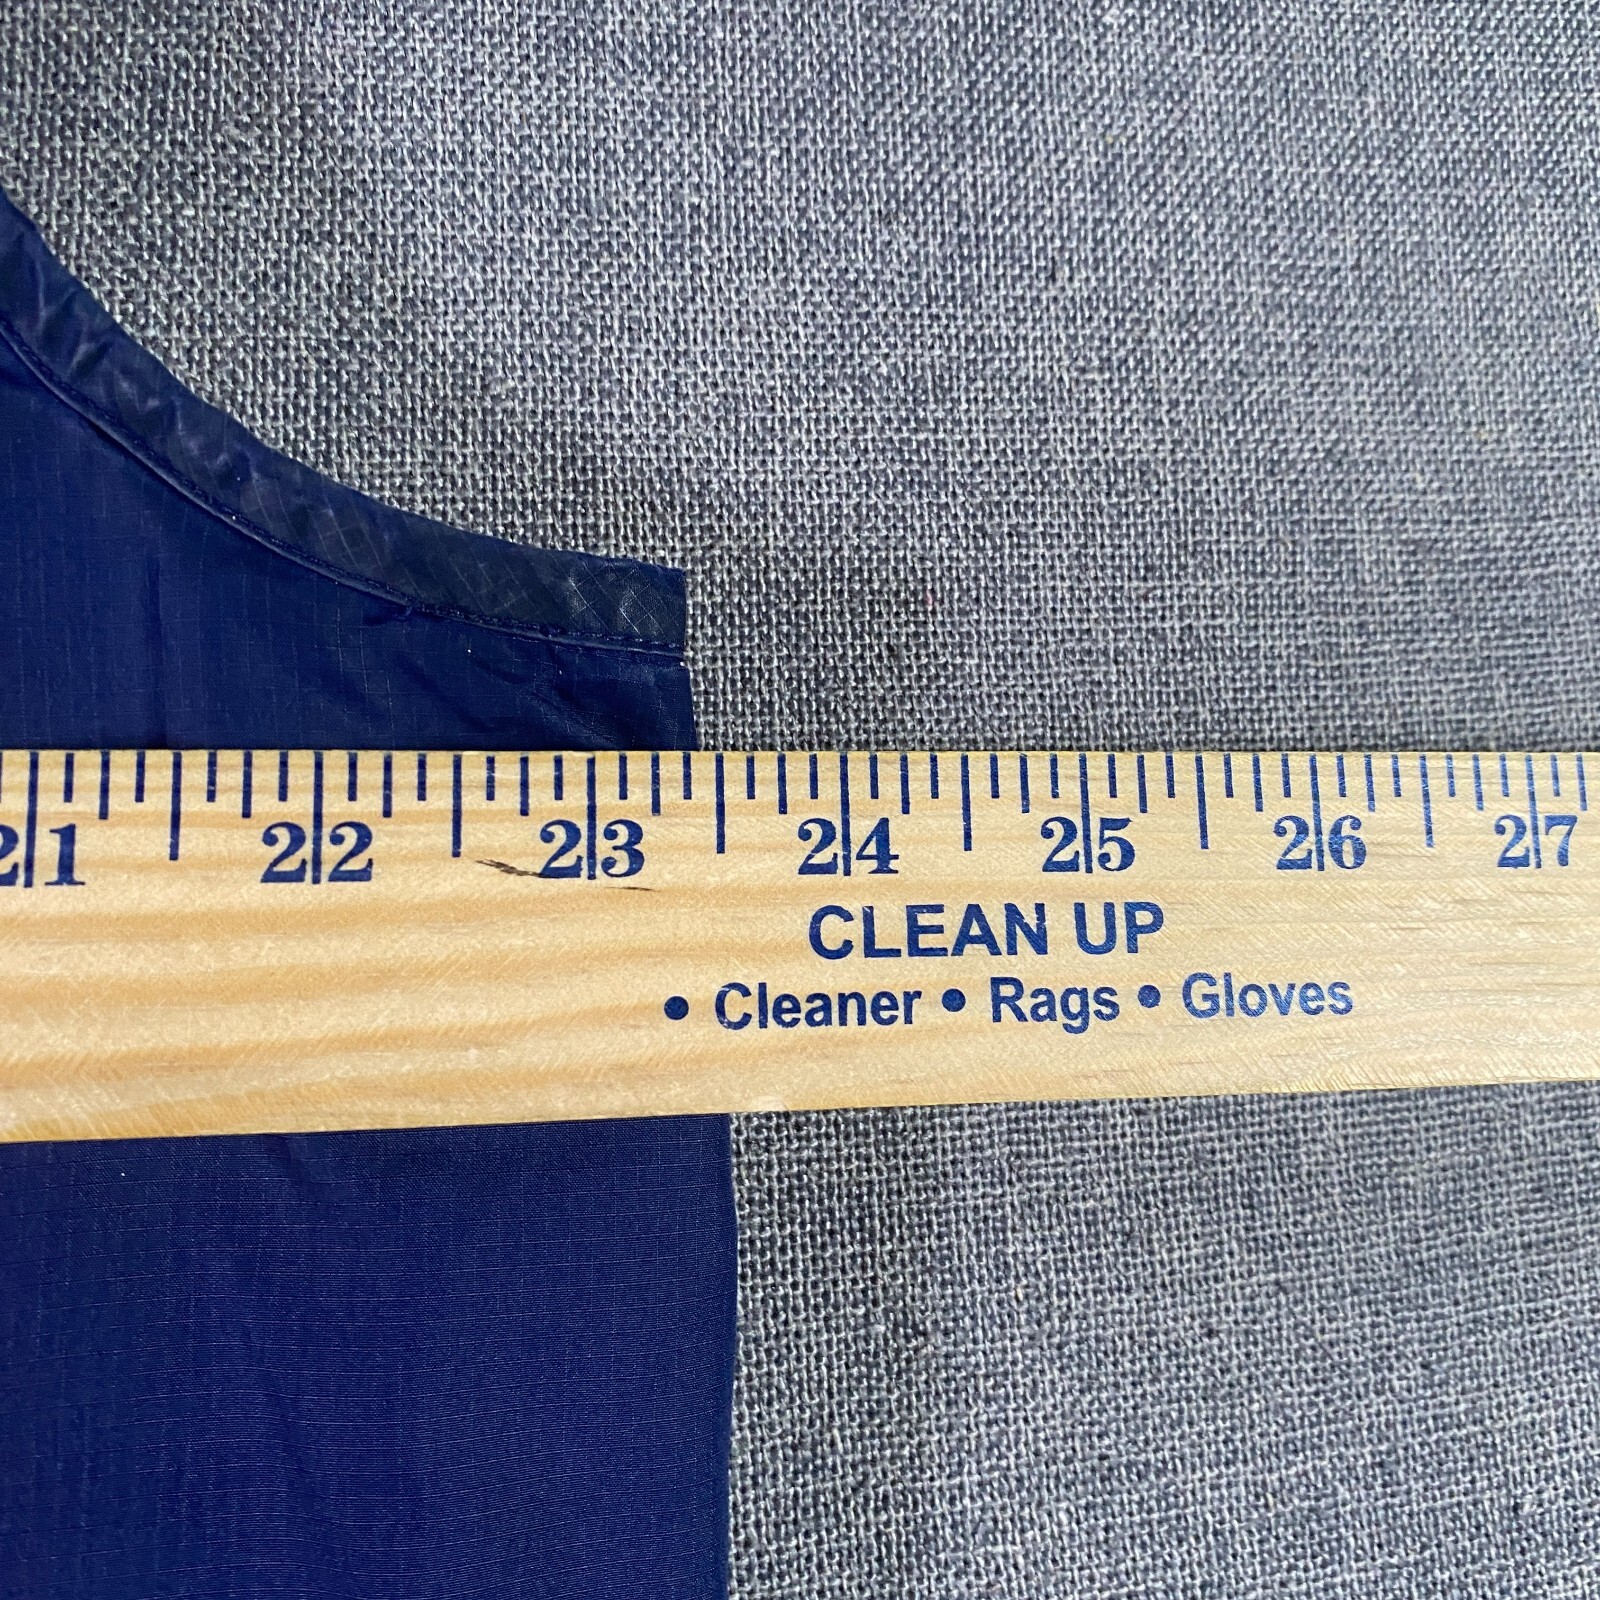 21 22 23 24 25 26 27
CLEAN UP
• Cleaner • Rags • Gloves